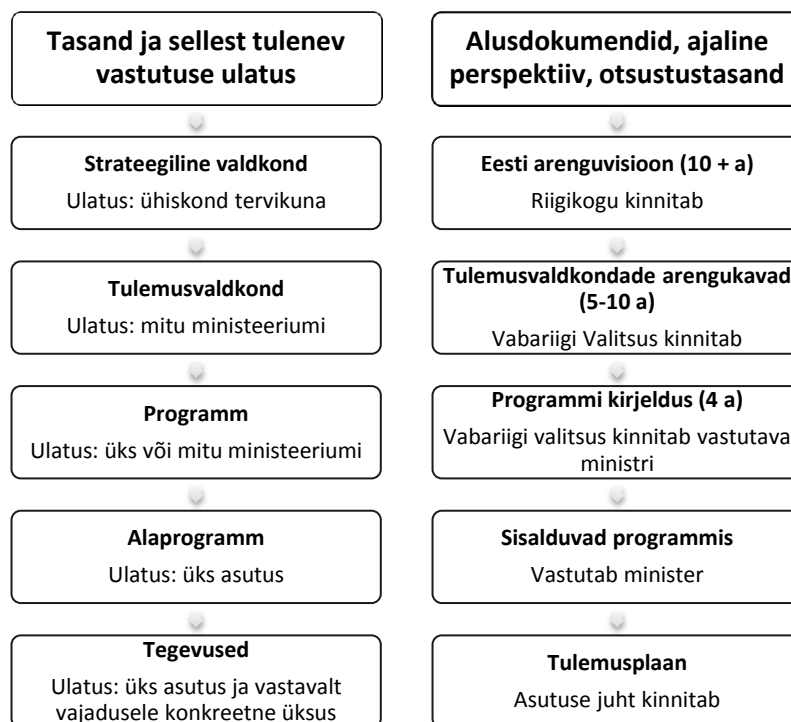 Tasand ja sellest tulenev
vastutuse ulatus
Strateegiline valdkond
Ulatus: ühiskond tervikuna
Tulemusvaldkond
Ulatus: mitu ministeeriumi
Programm
Ulatus: üks või mitu ministeeriumi
Alaprogramm
Ulatus: üks asutus
Tegevused
Ulatus: üks asutus ja vastavalt
vajadusele konkreetne üksus
Alusdokumendid, ajaline
perspektiiv, otsustustasand
Eesti arenguvisioon (10 + a)
Riigikogu kinnitab
Tulemusvaldkondade arengukavad
(5-10 a)
Vabariigi Valitsus kinnitab
Programmi kirjeldus (4 a)
Vabariigi valitsus kinnitab vastutava
ministri
Sisalduvad programmis
Vastutab minister
Tulemusplaan
Asutuse juht kinnitab